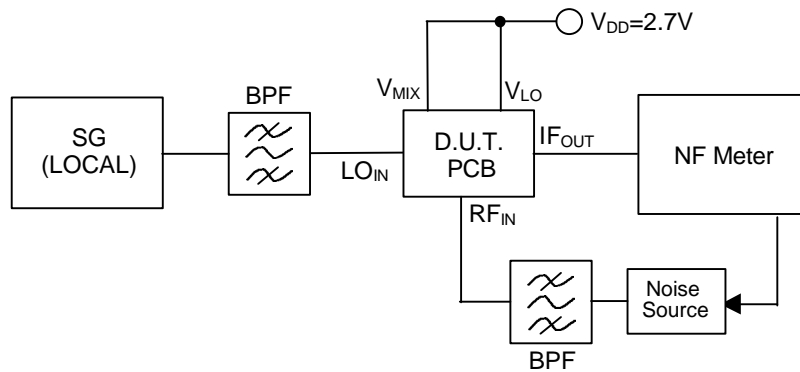 V_DD=2.7V
V_MIX
V_LO
BPF
SG
(LOCAL)
LO_IN
D.U.T.
PCB
IF_OUT
NF Meter
RF_IN
Noise
Source
BPF